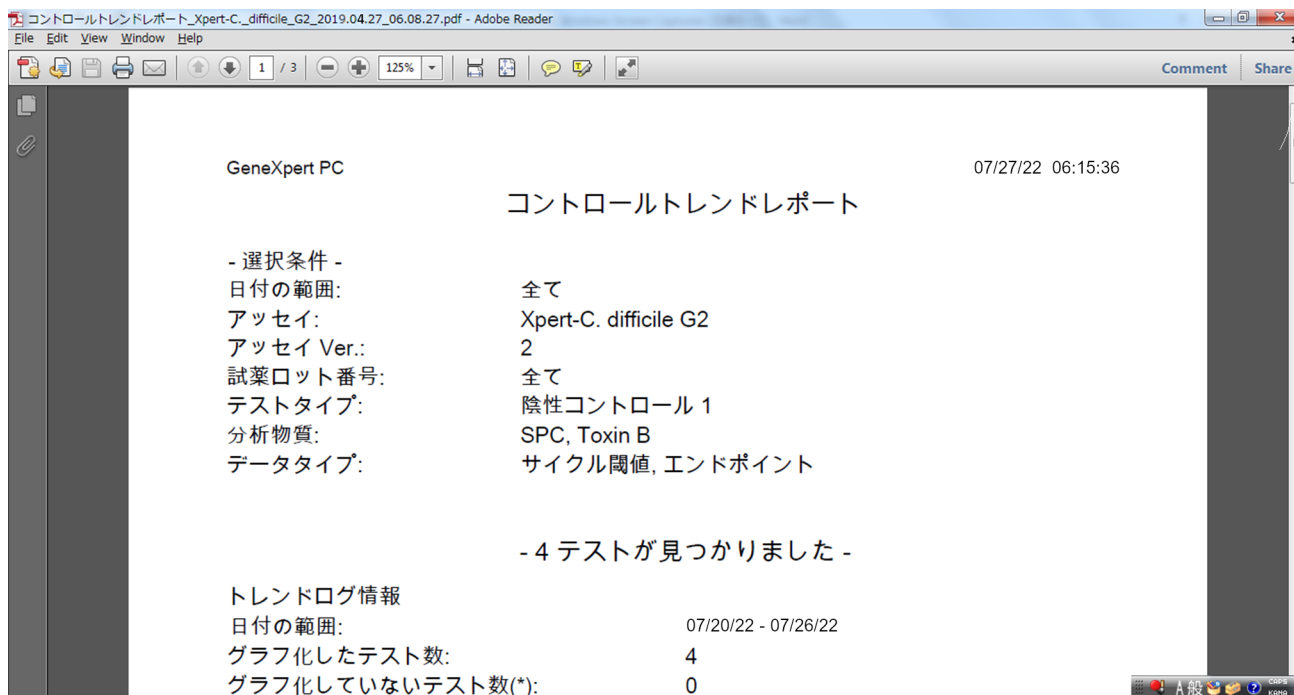 コントロールトレンドレポート_Xpert-C._difficile_G2_2019.04.27_06.08.27.pdf - Adobe Reader
File Edit View Window Help
1 / 3 125% Comment Share
GeneXpert PC 07/27/22 06:15:36
コントロールトレンドレポート
- 選択条件 -
日付の範囲: 全て
アッセイ: Xpert-C. difficile G2
アッセイ Ver.: 2
試薬ロット番号: 全て
テストタイプ: 陰性コントロール 1
分析物質: SPC, Toxin B
データタイプ: サイクル閾値, エンドポイント
- 4 テストが見つかりました -
トレンドログ情報
日付の範囲: 07/20/22 - 07/26/22
グラフ化したテスト数: 4
グラフ化していないテスト数(*): 0
A 般 CAPS
KANA